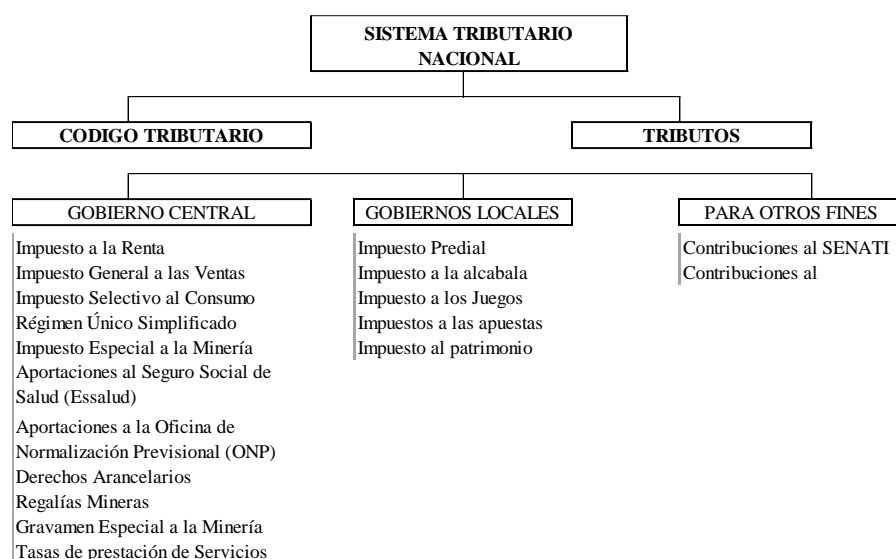 SISTEMA TRIBUTARIO
NACIONAL
CODIGO TRIBUTARIO
TRIBUTOS
GOBIERNO CENTRAL
Impuesto a la Renta
Impuesto General a las Ventas
Impuesto Selectivo al Consumo
Régimen Único Simplificado
Impuesto Especial a la Minería
Aportaciones al Seguro Social de
Salud (Essalud)
Aportaciones a la Oficina de
Normalización Previsional (ONP)
Derechos Arancelarios
Regalías Mineras
Gravamen Especial a la Minería
Tasas de prestación de Servicios
GOBIERNOS LOCALES
Impuesto Predial
Impuesto a la alcabala
Impuesto a los Juegos
Impuestos a las apuestas
Impuesto al patrimonio
PARA OTROS FINES
Contribuciones al SENATI
Contribuciones al